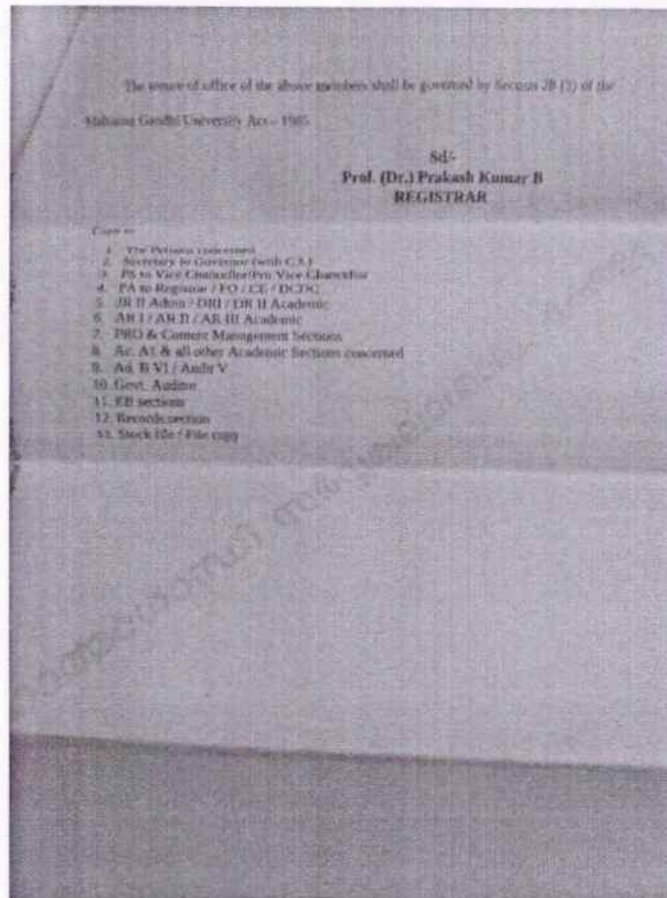 The tenure of office of the above members shall be governed by Section 28 (3) of the
Mahatma Gandhi University Act – 1985.
Sd/-
Prof. (Dr.) Prakash Kumar B
REGISTRAR
Copy to
1. The Persons concerned
2. Secretary to Governor (with C.L)
3. PS to Vice Chancellor/Pro Vice Chancellor
4. PA to Registrar / FO / CE / DCDC
5. JR II Admn / DR I / DR II Academic
6. AR I / AR II / AR III Academic
7. PRO & Content Management Sections
8. Ac. A1 & all other Academic Sections concerned
9. Ad. B VI / Audit V
10. Govt. Auditor
11. EB sections
12. Records section
13. Stock file / File copy